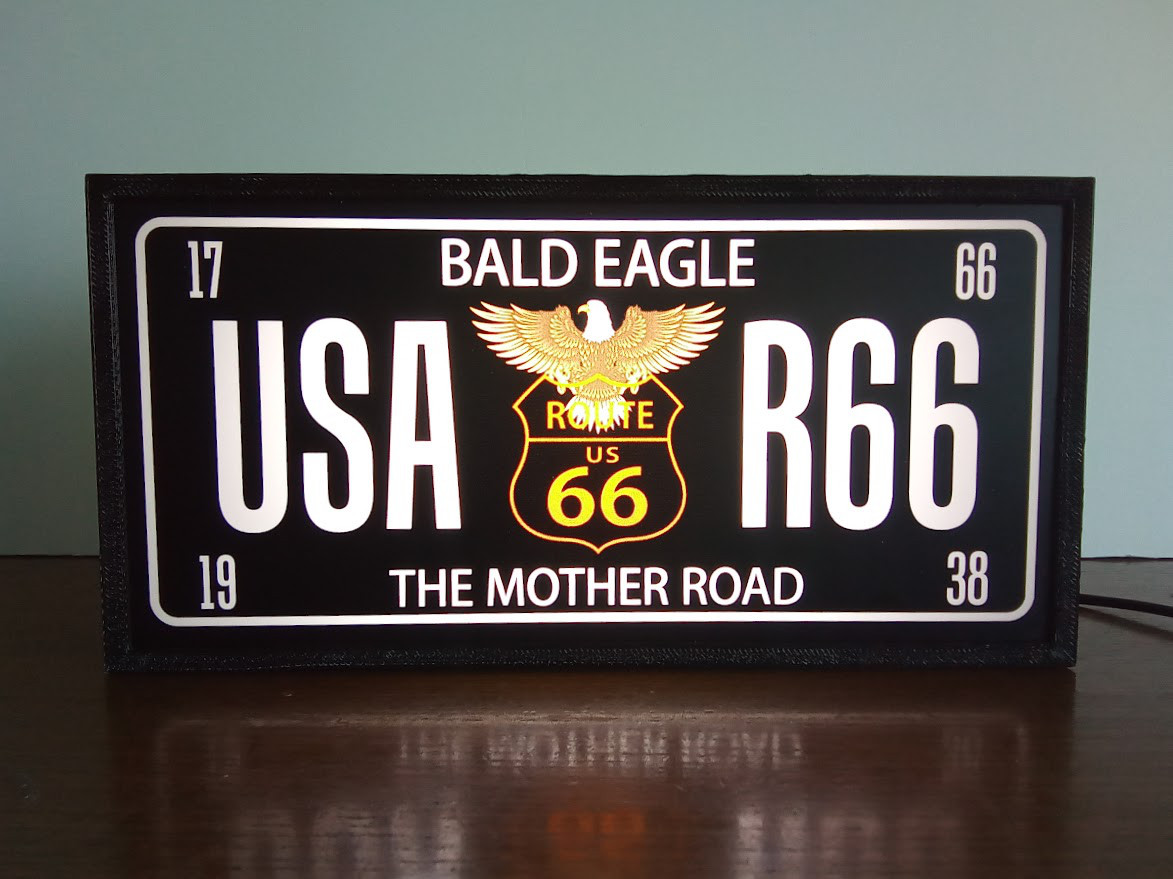 17 BALD EAGLE 66
USA R66
ROUTE
US
66
19 THE MOTHER ROAD 38